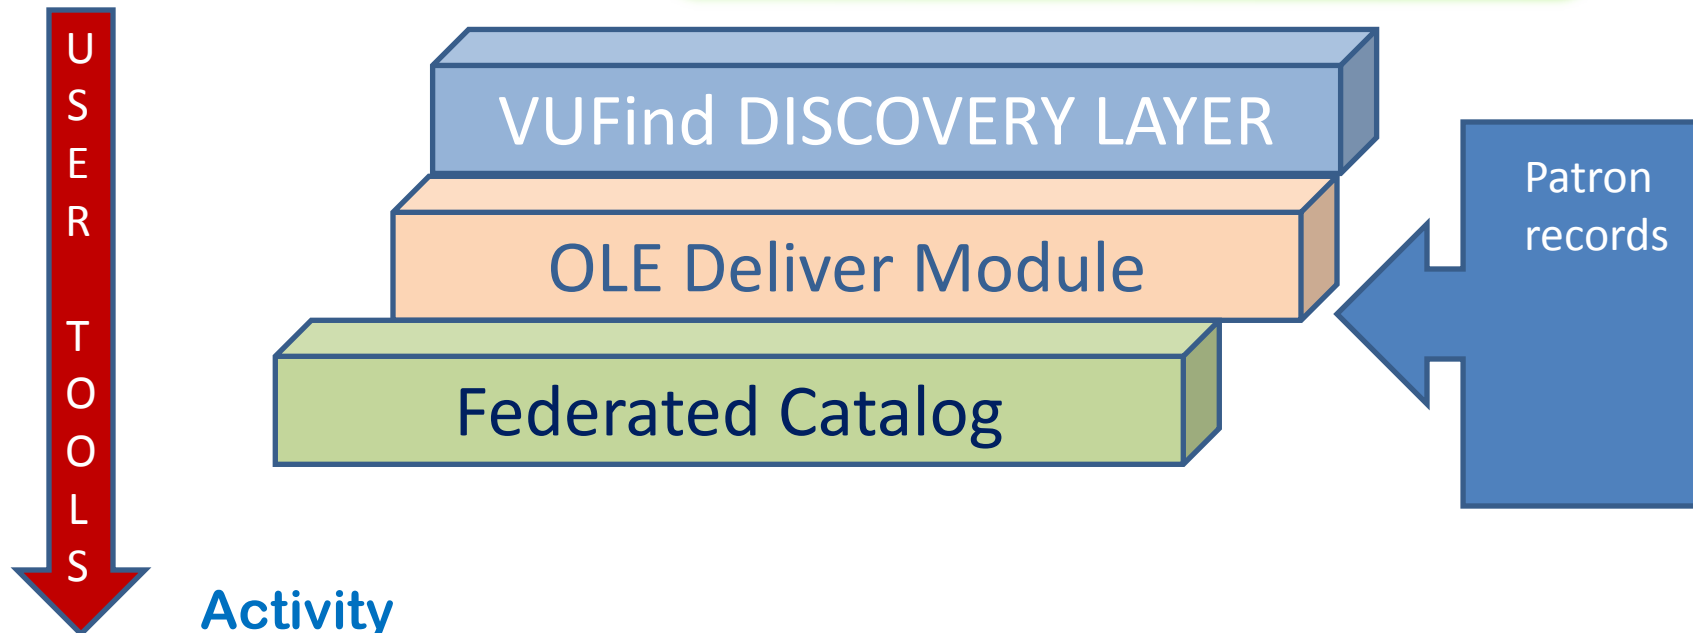 USER TOOLS
VUFind DISCOVERY LAYER
OLE Deliver Module
Federated Catalog
Patron
records
Activity